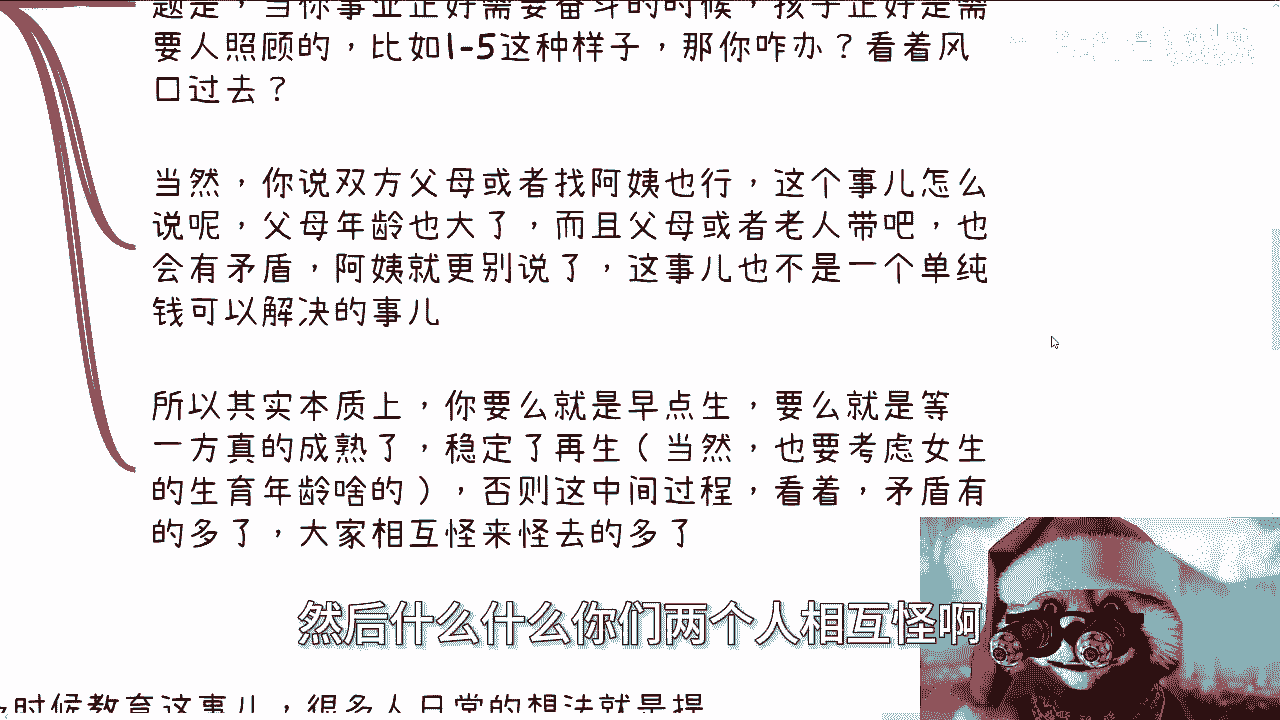 题是，当你事业正好需要奋斗的时候，孩子正好是需
要人照顾的，比如1-5这种样子，那你咋办？看着风
口过去？
当然，你说双方父母或者找阿姨也行，这个事儿怎么
说呢，父母年龄也大了，而且父母或者老人带吧，也
会有矛盾，阿姨就更别说了，这事儿也不是一个单纯
钱可以解决的事儿
所以其实本质上，你要么就是早点生，要么就是等
一方真的成熟了，稳定了再生（当然，也要考虑女生
的生育年龄啥的），否则这中间过程，看着，矛盾有
的多了，大家相互怪来怪去的多了
然后什么什么你们两个人相互怪啊
时候教育这事儿，很多人日常的想法就是提